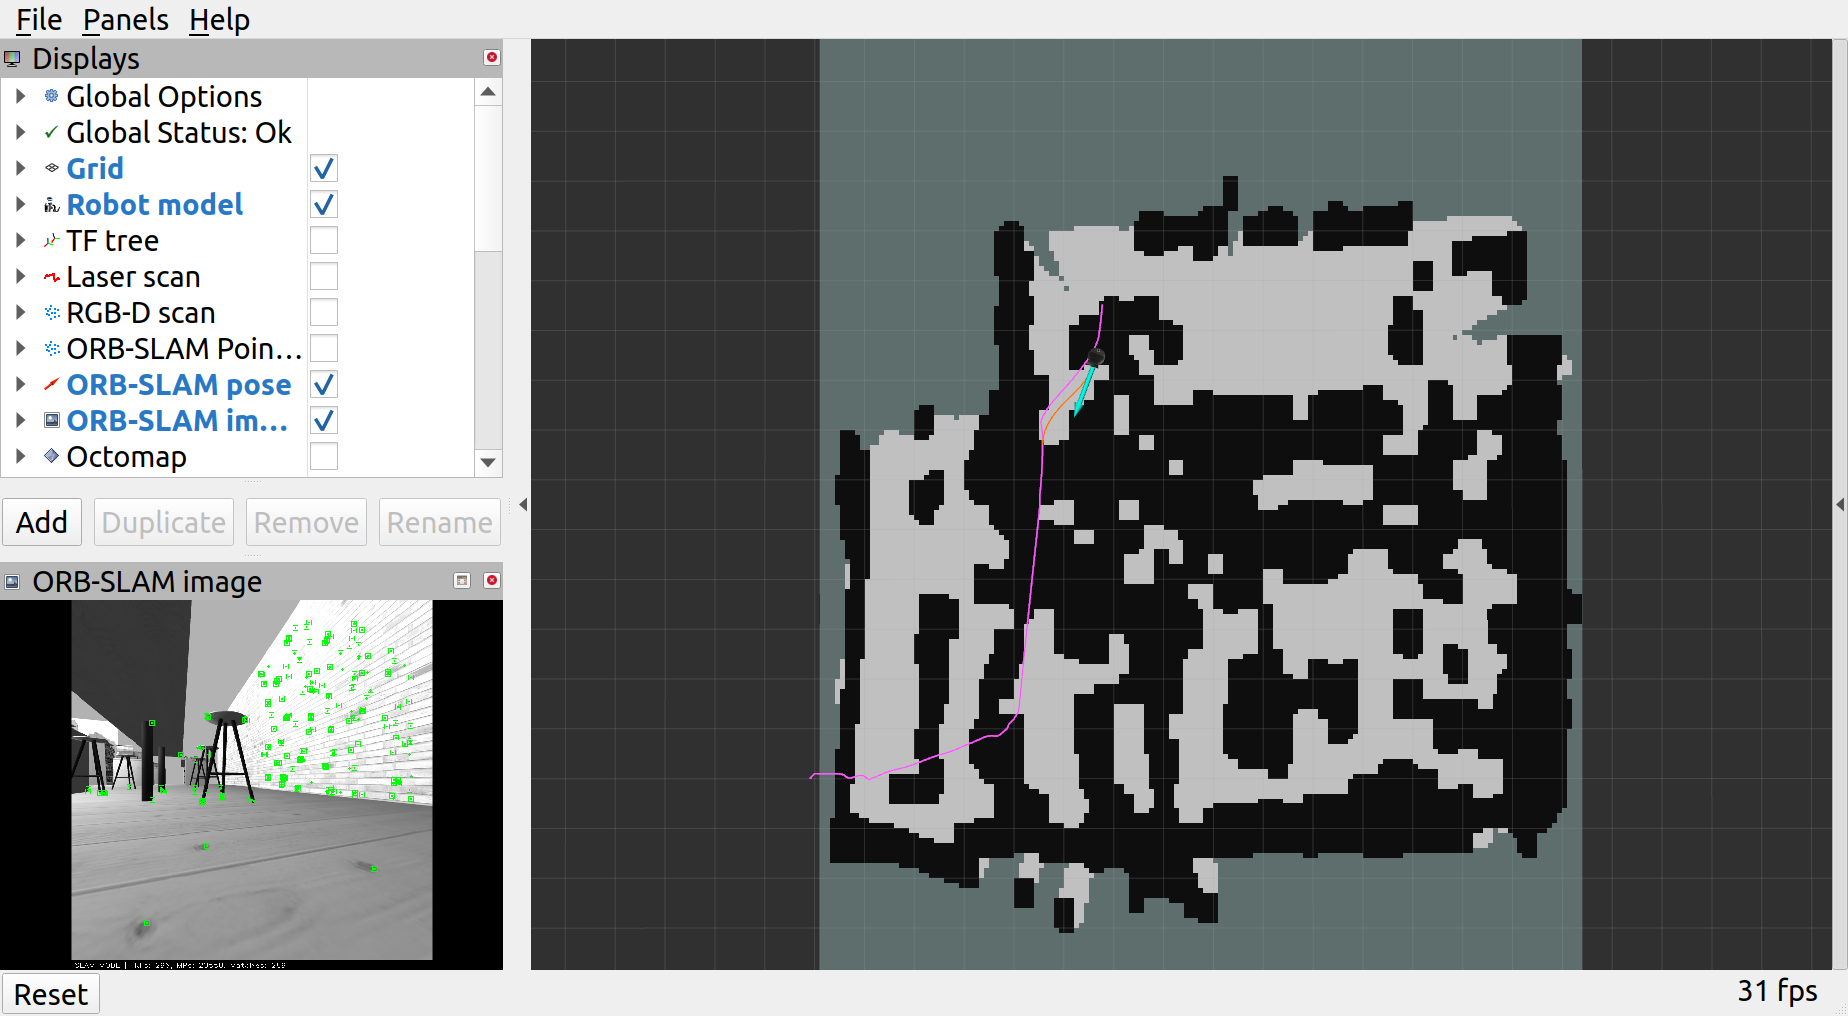 File Panels Help
Displays
Global Options
Global Status: Ok
Grid
Robot model
TF tree
Laser scan
RGB-D scan
ORB-SLAM Poin...
ORB-SLAM pose
ORB-SLAM im...
Octomap
Add Duplicate Remove Rename
ORB-SLAM image
SLAM MODE |
Reset
31 fps